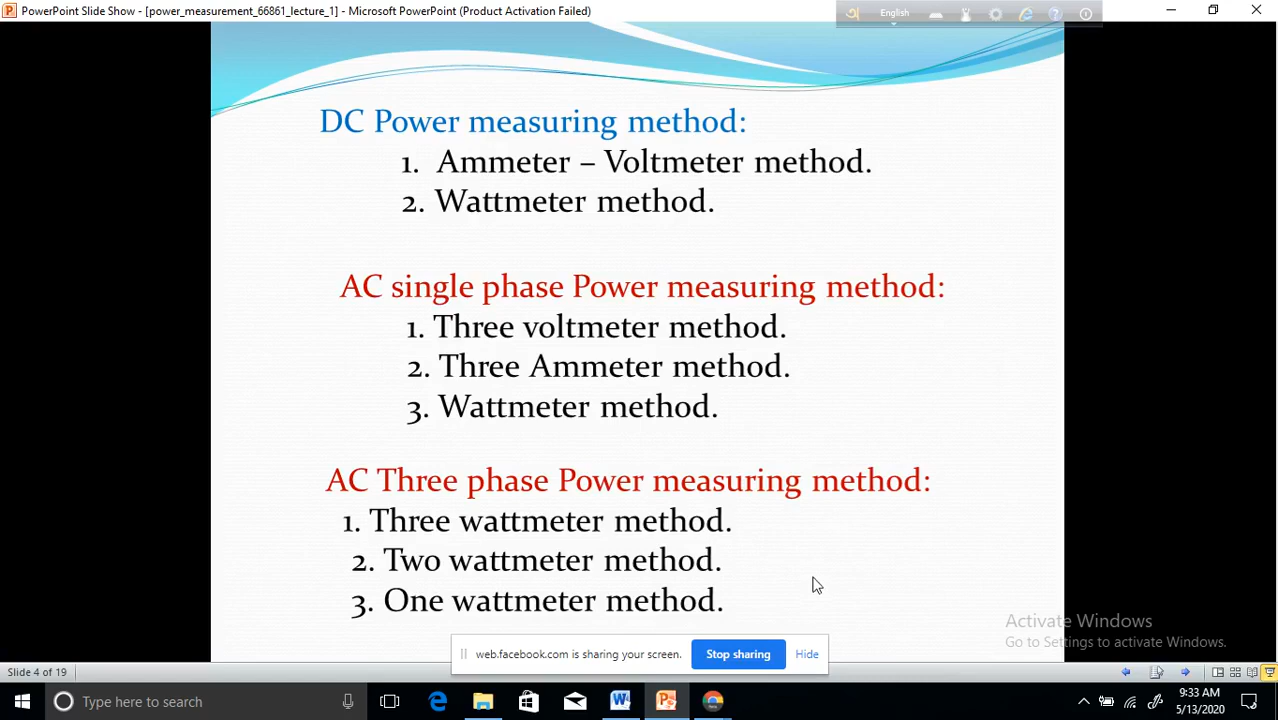 PowerPoint Slide Show - [power_measurement_66861_lecture_1] - Microsoft PowerPoint (Product Activation Failed)
English
DC Power measuring method:
1. Ammeter – Voltmeter method.
2. Wattmeter method.
AC single phase Power measuring method:
1. Three voltmeter method.
2. Three Ammeter method.
3. Wattmeter method.
AC Three phase Power measuring method:
1. Three wattmeter method.
2. Two wattmeter method.
3. One wattmeter method.
Activate Windows
Go to Settings to activate Windows.
web.facebook.com is sharing your screen. Stop sharing Hide
Slide 4 of 19
Type here to search
9:33 AM
5/13/2020